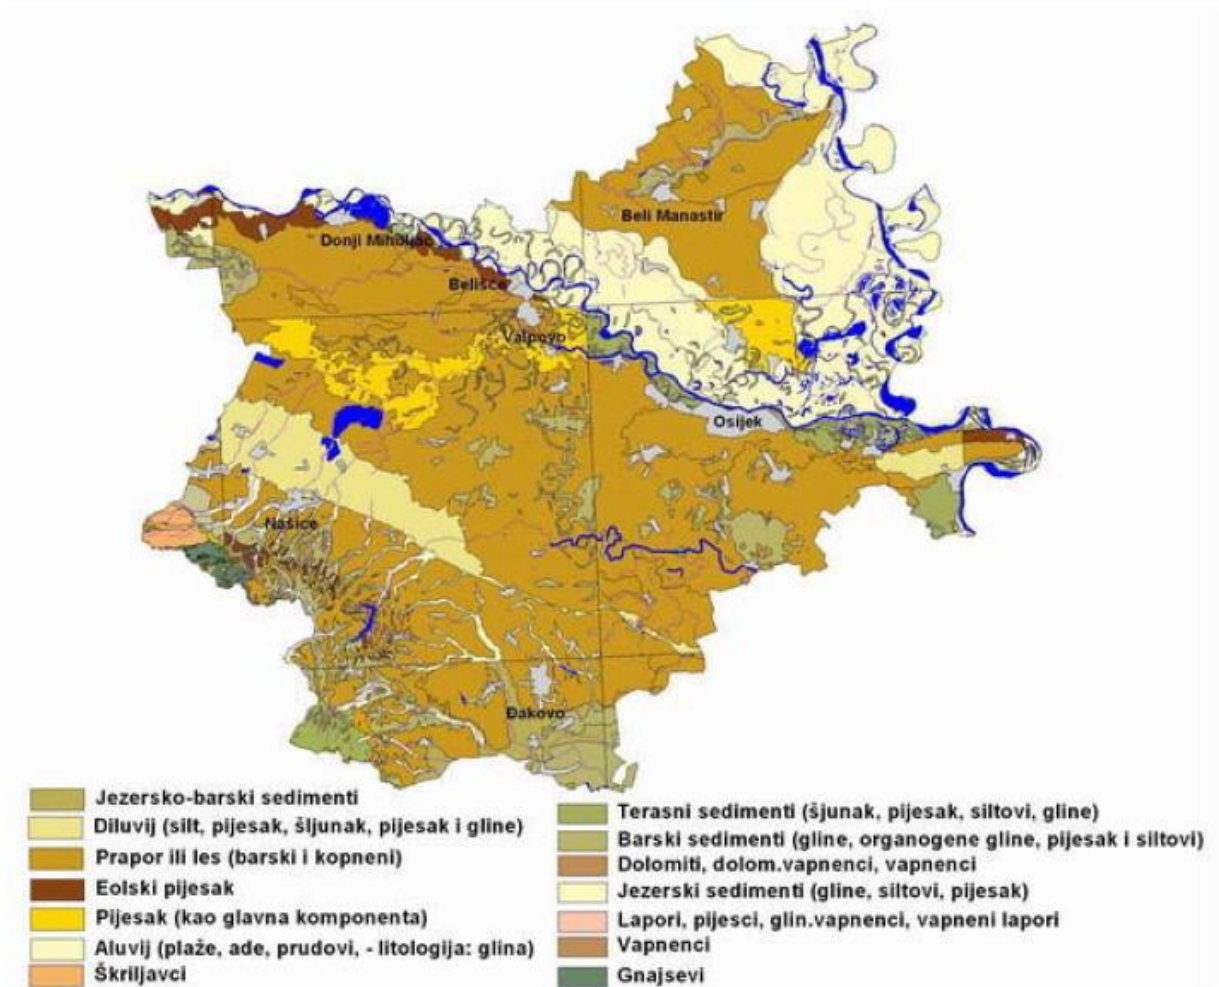 Beli Manastir
Donji Miholjac
Belišće
Valpovo
Osijek
Našice
Đakovo
Jezersko-barski sedimenti
Diluvij (silt, pijesak, šljunak, pijesak i gline)
Prapor ili les (barski i kopneni)
Eolski pijesak
Pijesak (kao glavna komponenta)
Aluvij (plaže, ade, prudovi, - litologija: glina)
Škriljavci
Terasni sedimenti (šjunak, pijesak, siltovi, gline)
Barski sedimenti (gline, organogene gline, pijesak i siltovi)
Dolomiti, dolom.vapnenci, vapnenci
Jezerski sedimenti (gline, siltovi, pijesak)
Lapori, pijesci, glin.vapnenci, vapneni lapori
Vapnenci
Gnajsevi